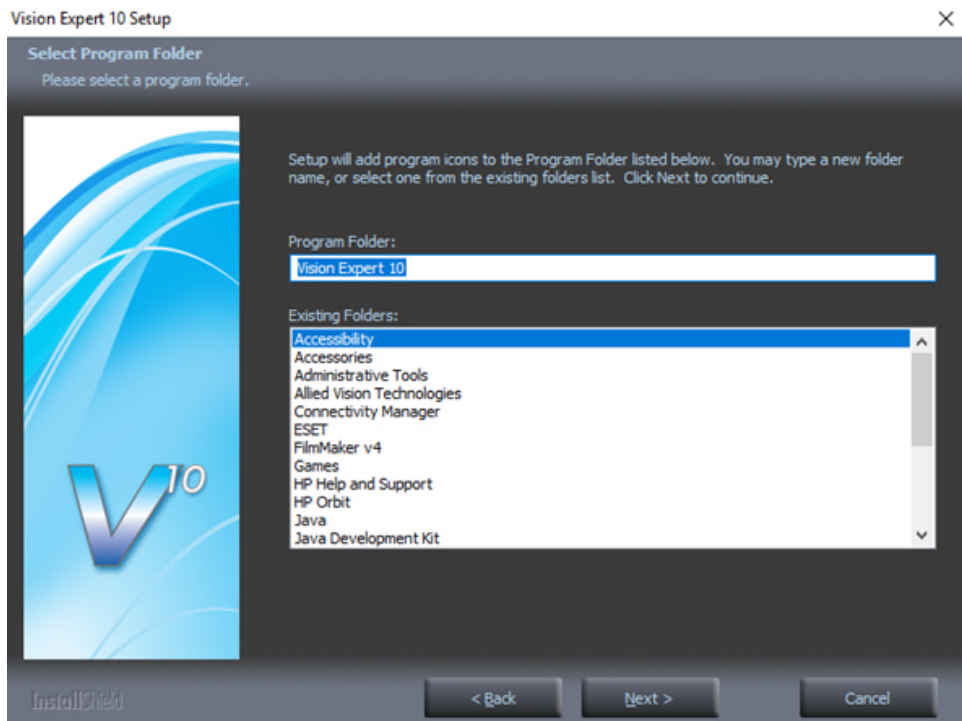 Vision Expert 10 Setup
Select Program Folder
Please select a program folder.
Setup will add program icons to the Program Folder listed below. You may type a new folder
name, or select one from the existing folders list. Click Next to continue.
Program Folder:
Vision Expert 10
Existing Folders:
Accessibility
Accessories
Administrative Tools
Allied Vision Technologies
Connectivity Manager
ESET
FilmMaker v4
Games
HP Help and Support
HP Orbit
Java
Java Development Kit
V10
InstallShield
< Back
Next >
Cancel